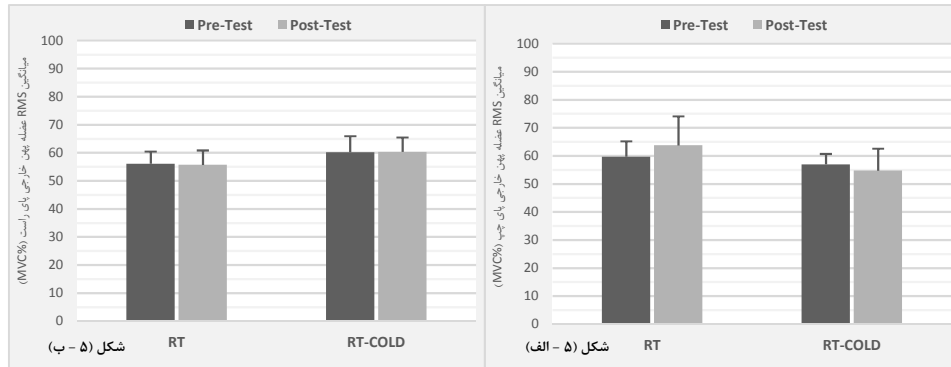 Pre-Test Post-Test
میانگین RMS عضله پهن خارجی پای راست (MVC%)
100
90
80
70
60
50
40
30
20
10
0
RT RT-COLD
شکل (۵ – ب)
Pre-Test Post-Test
میانگین RMS عضله پهن خارجی پای چپ (MVC%)
100
90
80
70
60
50
40
30
20
10
0
RT RT-COLD
شکل (۵ – الف)